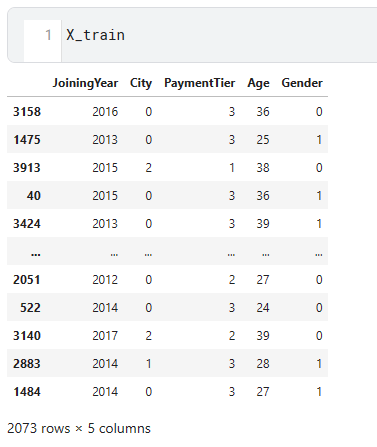 1 X_train
JoiningYear City PaymentTier Age Gender
3158 2016 0 3 36 0
1475 2013 0 3 25 1
3913 2015 2 1 38 0
40 2015 0 3 36 1
3424 2013 0 3 39 1
... ... ... ... ... ...
2051 2012 0 2 27 0
522 2014 0 3 24 0
3140 2017 2 2 39 0
2883 2014 1 3 28 1
1484 2014 0 3 27 1
2073 rows × 5 columns